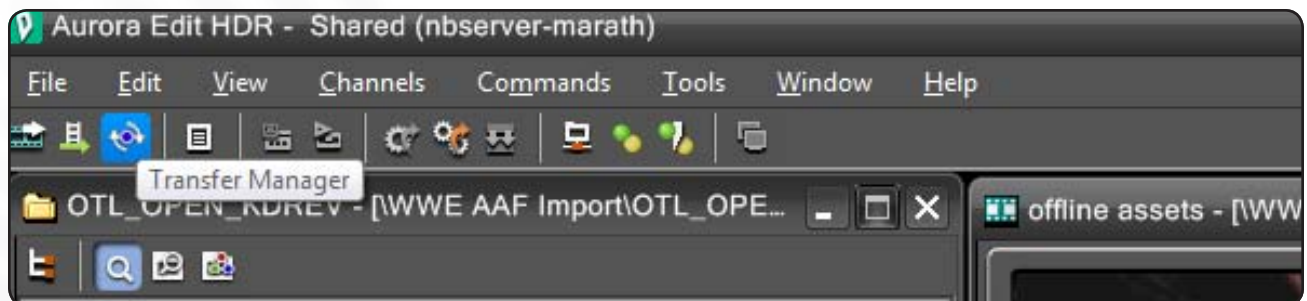 Aurora Edit HDR - Shared (nbserver-marath)
File Edit View Channels Commands Tools Window Help
Transfer Manager
OTL_OPEN_KDREV - [\WWE AAF Import\OTL_OPE...
offline assets - [\WW